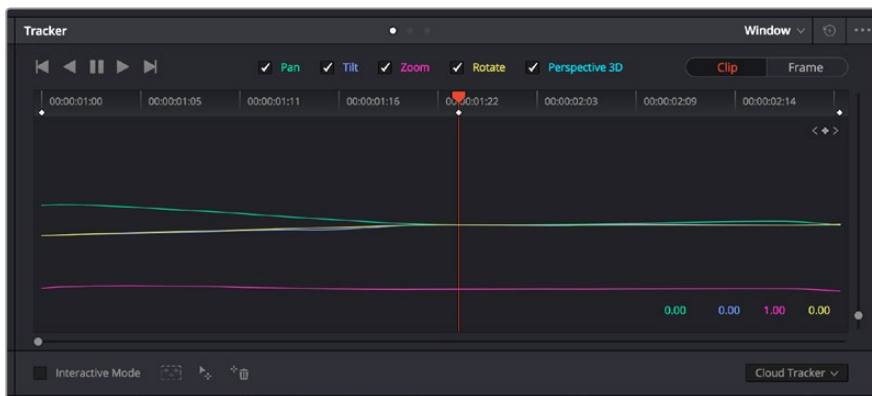 Tracker Window
Pan Tilt Zoom Rotate Perspective 3D Clip Frame
00:00:01:00 00:00:01:05 00:00:01:11 00:00:01:16 00:00:01:22 00:00:02:03 00:00:02:09 00:00:02:14
0.00 0.00 1.00 0.00
Interactive Mode Cloud Tracker